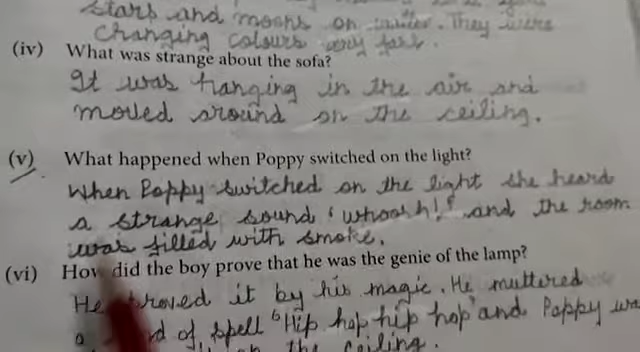 stars and moons on They were
changing colours very fast.
(iv) What was strange about the sofa?
It was hanging in the air and
moved around on the ceiling.
(v) What happened when Poppy switched on the light?
When Poppy switched on the light she heard
a strange sound 'whoosh!' and the room
was filled with smoke.
(vi) How did the boy prove that he was the genie of the lamp?
He proved it by his magic. He muttered
a of spell "Hip hop hip hop" and Poppy
on the ceiling.